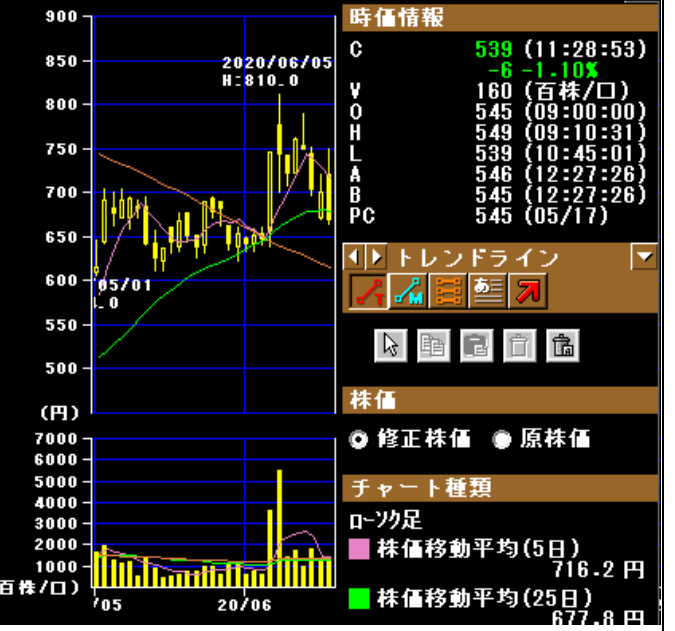 900
850
800
750
700
650
600
550
500
(円)
2020/06/05
H:810.0
05/01
.0
7000
6000
5000
4000
3000
2000
1000
百株/口)
'05
20/06
時価情報
C 539 (11:28:53)
-6 -1.10%
V 160 (百株/口)
O 545 (09:00:00)
H 549 (09:10:31)
L 539 (10:45:01)
A 546 (12:27:26)
B 545 (12:27:26)
PC 545 (05/17)
トレンドライン
T M あ
株価
修正株価 原株価
チャート種類
ローソク足
株価移動平均(5日)
716.2 円
株価移動平均(25日)
677.8 円